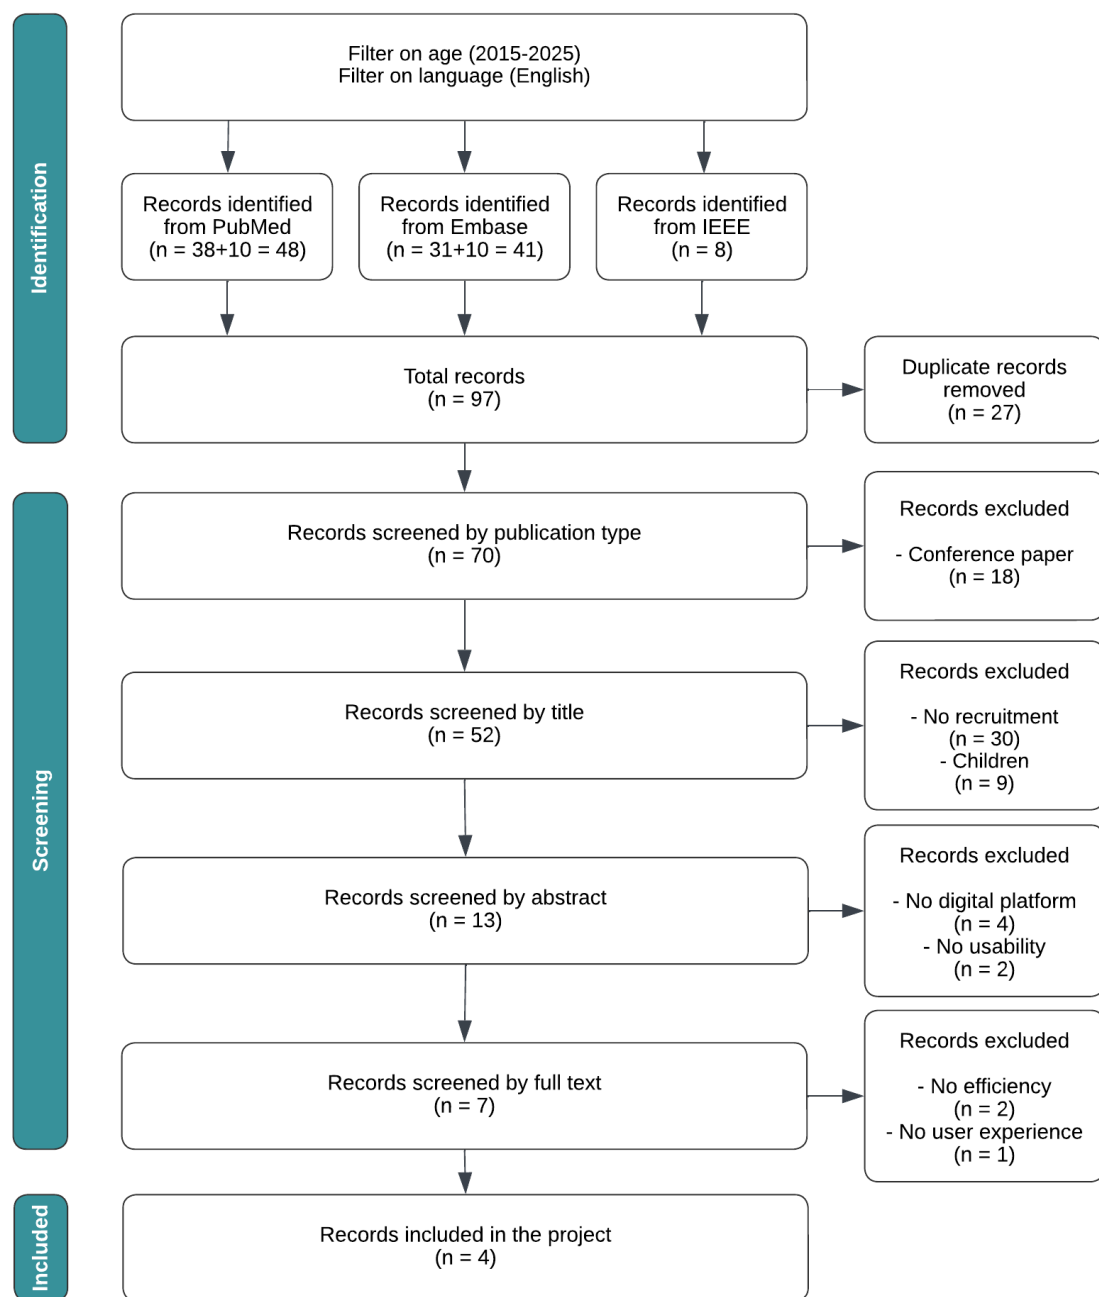 Identification
Filter on age (2015-2025)
Filter on language (English)
Records identified
from PubMed
(n = 38+10 = 48)
Records identified
from Embase
(n = 31+10 = 41)
Records identified
from IEEE
(n = 8)
Total records
(n = 97)
Duplicate records
removed
(n = 27)
Screening
Records screened by publication type
(n = 70)
Records excluded
- Conference paper
(n = 18)
Records screened by title
(n = 52)
Records excluded
- No recruitment
(n = 30)
- Children
(n = 9)
Records screened by abstract
(n = 13)
Records excluded
- No digital platform
(n = 4)
- No usability
(n = 2)
Records screened by full text
(n = 7)
Records excluded
- No efficiency
(n = 2)
- No user experience
(n = 1)
Included
Records included in the project
(n = 4)